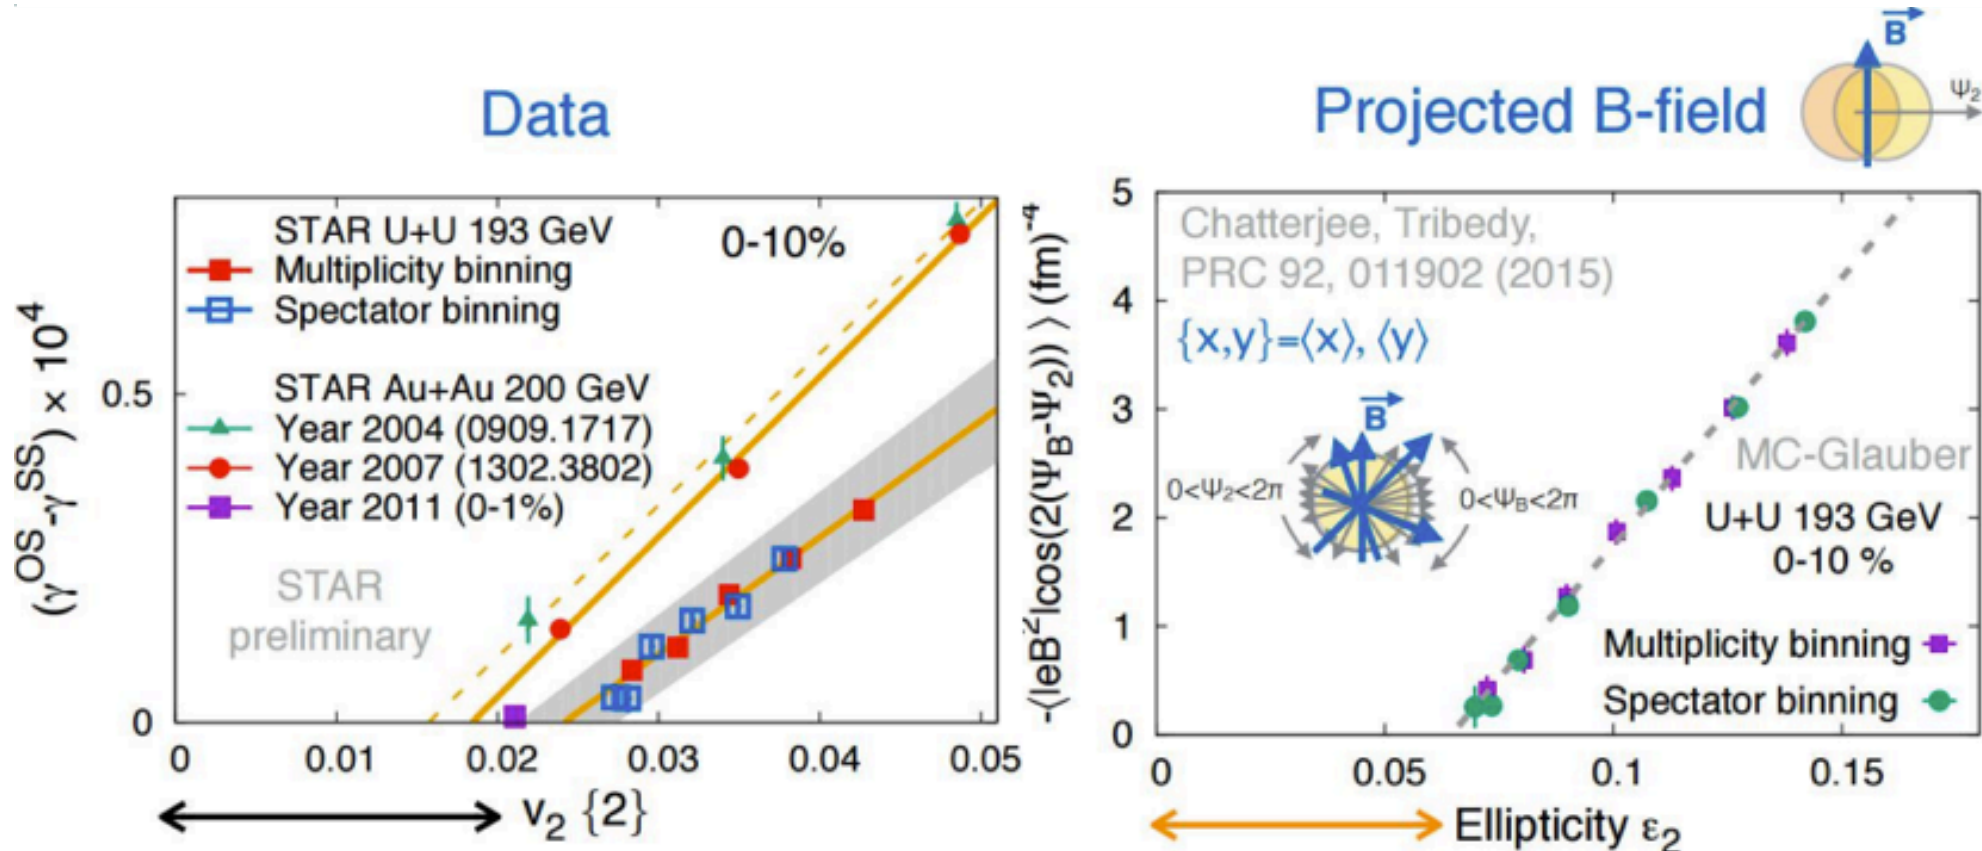 Data
STAR U+U 193 GeV
Multiplicity binning
Spectator binning
0-10%
STAR Au+Au 200 GeV
Year 2004 (0909.1717)
Year 2007 (1302.3802)
Year 2011 (0-1%)
STAR
preliminary
(γ^OS-γ^SS) × 10^4
0.5
0
0 0.01 0.02 0.03 0.04 0.05
v₂ {2}
Projected B-field
B
Ψ₂
Chatterjee, Tribedy,
PRC 92, 011902 (2015)
{x,y}=⟨x⟩, ⟨y⟩
B
0<Ψ₂<2π
0<Ψ_B<2π
MC-Glauber
U+U 193 GeV
0-10 %
Multiplicity binning
Spectator binning
-⟨|eB²|cos(2(Ψ_B-Ψ₂))⟩ (fm)^-4
5
4
3
2
1
0
0 0.05 0.1 0.15
Ellipticity ε₂